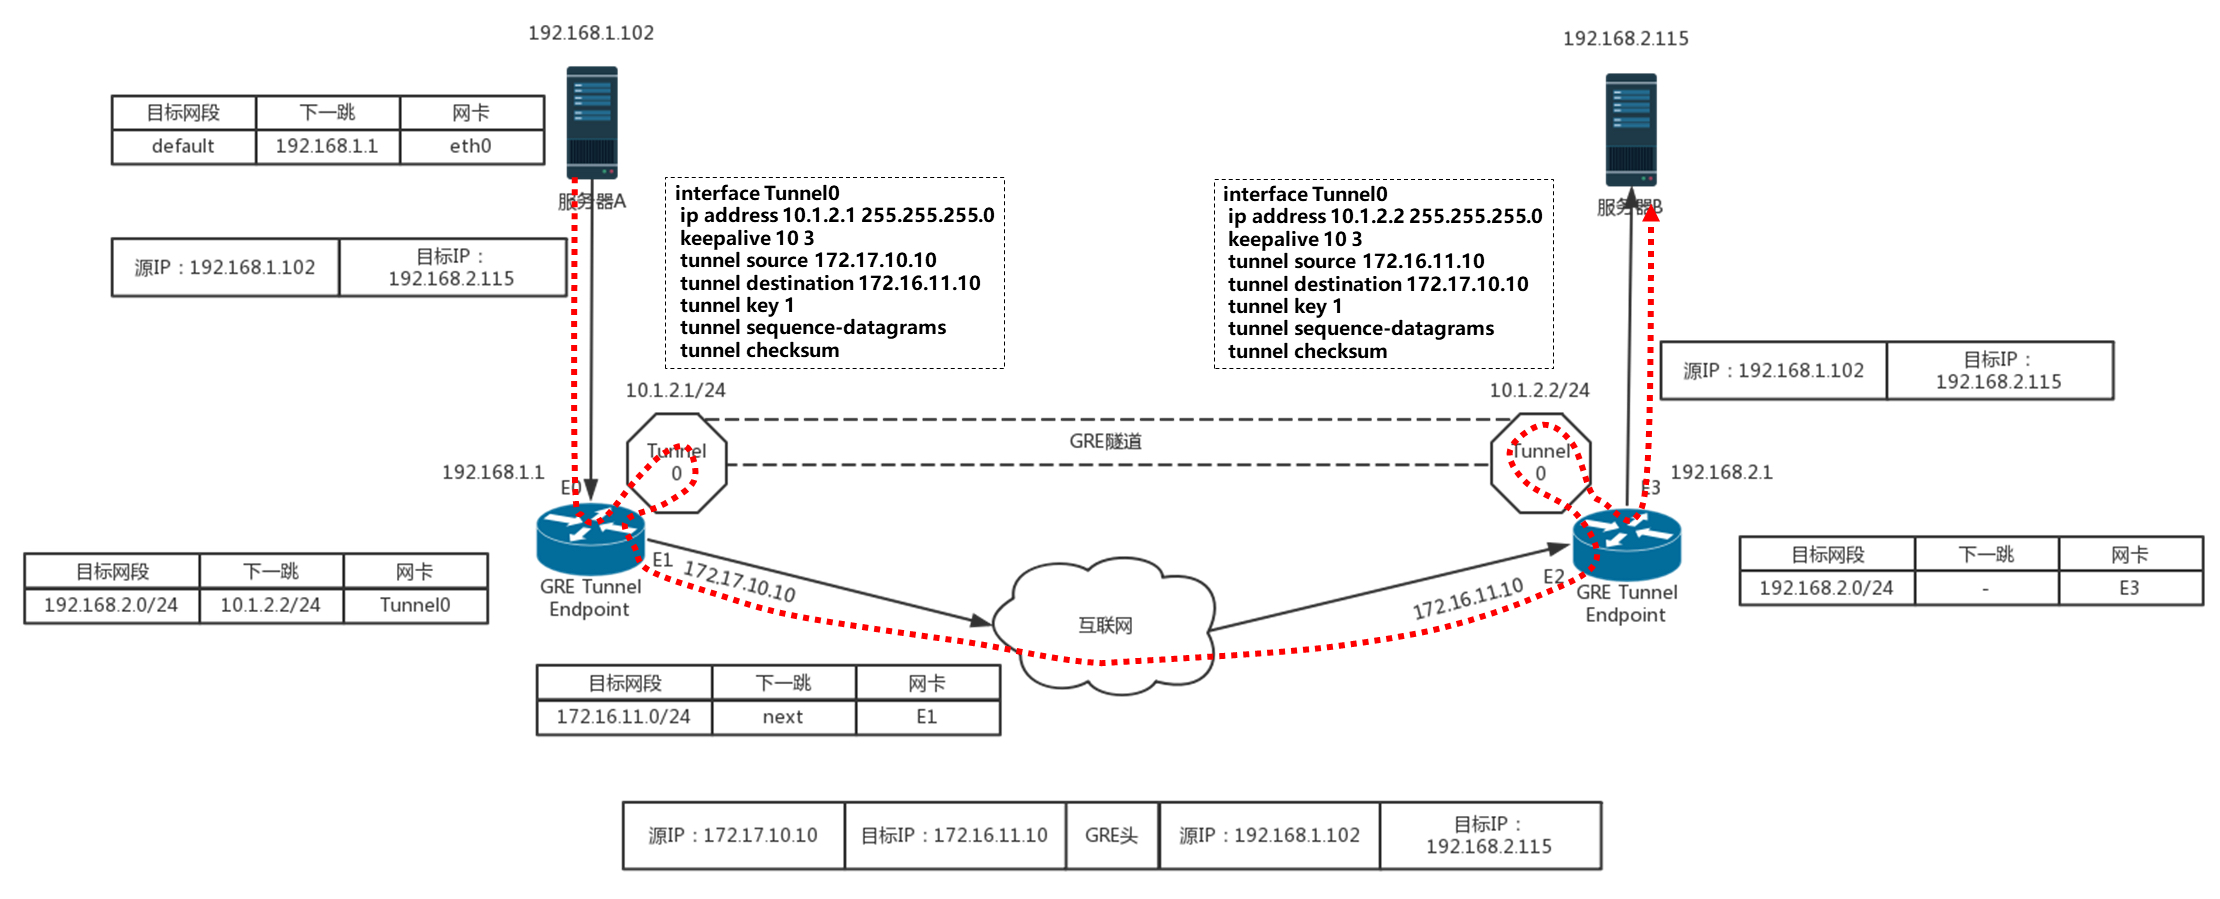 192.168.1.102
192.168.2.115
目标网段 下一跳 网卡
default 192.168.1.1 eth0
服务器A
服务器B
interface Tunnel0
ip address 10.1.2.1 255.255.255.0
keepalive 10 3
tunnel source 172.17.10.10
tunnel destination 172.16.11.10
tunnel key 1
tunnel sequence-datagrams
tunnel checksum
interface Tunnel0
ip address 10.1.2.2 255.255.255.0
keepalive 10 3
tunnel source 172.16.11.10
tunnel destination 172.17.10.10
tunnel key 1
tunnel sequence-datagrams
tunnel checksum
源IP：192.168.1.102
目标IP：
192.168.2.115
源IP：192.168.1.102
目标IP：
192.168.2.115
10.1.2.1/24
10.1.2.2/24
GRE隧道
Tunnel
0
Tunnel
0
192.168.1.1
E0
192.168.2.1
E3
E1
172.17.10.10
E2
172.16.11.10
GRE Tunnel
Endpoint
GRE Tunnel
Endpoint
互联网
目标网段 下一跳 网卡
192.168.2.0/24 10.1.2.2/24 Tunnel0
目标网段 下一跳 网卡
192.168.2.0/24 - E3
目标网段 下一跳 网卡
172.16.11.0/24 next E1
源IP：172.17.10.10
目标IP：172.16.11.10
GRE头
源IP：192.168.1.102
目标IP：
192.168.2.115